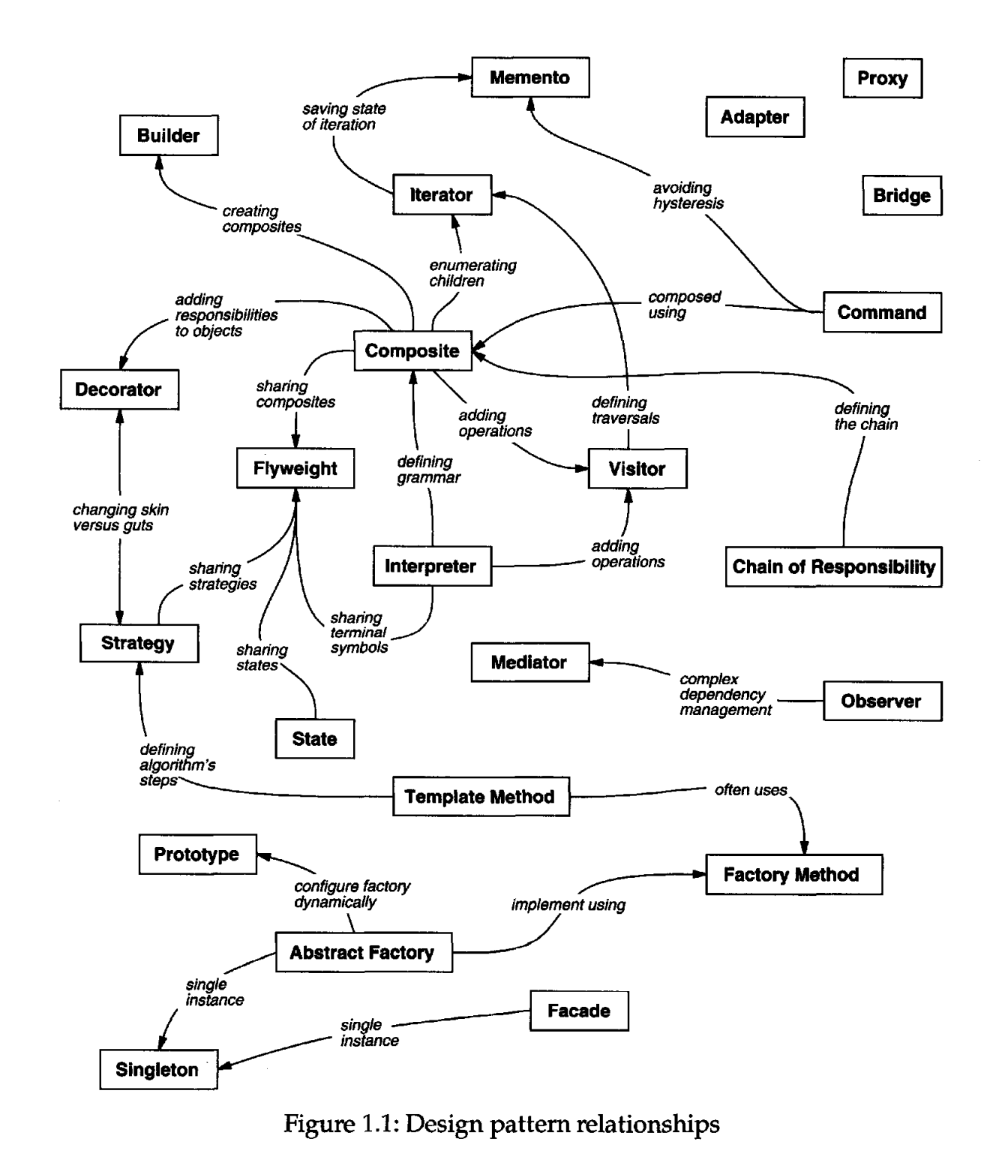 Memento
Proxy
saving state
of iteration
Adapter
Builder
avoiding
hysteresis
Iterator
Bridge
creating
composites
enumerating
children
adding
responsibilities
to objects
composed
using
Command
Composite
Decorator
sharing
composites
adding
operations
defining
traversals
defining
the chain
Flyweight
defining
grammar
Visitor
changing skin
versus guts
adding
operations
Interpreter
Chain of Responsibility
sharing
strategies
sharing
terminal
symbols
Strategy
sharing
states
Mediator
complex
dependency
management
Observer
State
defining
algorithm's
steps
Template Method
often uses
Prototype
Factory Method
configure factory
dynamically
implement using
Abstract Factory
single
instance
Facade
single
instance
Singleton
Figure 1.1: Design pattern relationships